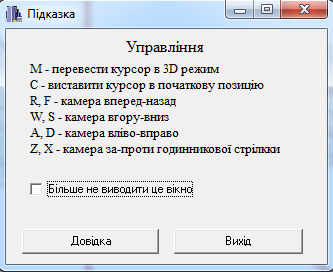 Підказка
Управління
M - перевести курсор в 3D режим
C - виставити курсор в початкову позицію
R, F - камера вперед-назад
W, S - камера вгору-вниз
A, D - камера вліво-вправо
Z, X - камера за-проти годинникової стрілкки
Більше не виводити це вікно
Довідка
Вихід